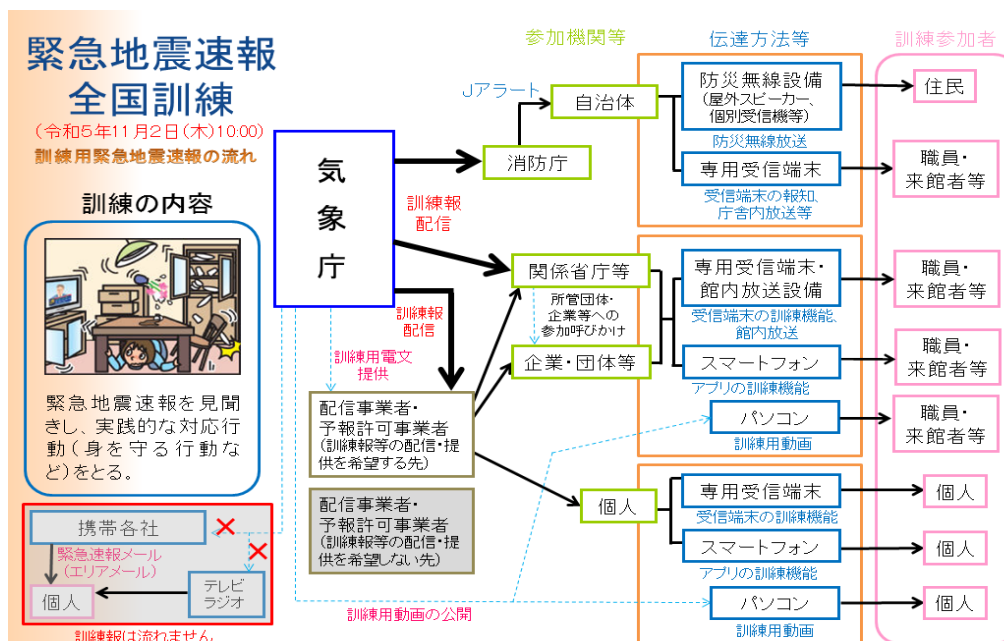 緊急地震速報
全国訓練
(令和5年11月2日(木)10:00)
訓練用緊急地震速報の流れ
訓練の内容
緊急地震速報を見聞
きし、実践的な対応行
動(身を守る行動な
ど)をとる。
携帯各社
緊急速報メール
(エリアメール)
個人
テレビ
ラジオ
訓練報は流れません
気
象
庁
訓練報
配信
訓練報
配信
訓練用電文
提供
配信事業者・
予報許可事業者
(訓練報等の配信・提
供を希望する先)
配信事業者・
予報許可事業者
(訓練報等の配信・提
供を希望しない先)
訓練用動画の公開
参加機関等
Jアラート
自治体
消防庁
関係省庁等
所管団体・
企業等への
参加呼びかけ
企業・団体等
個人
伝達方法等
防災無線設備
(屋外スピーカー、
個別受信機等)
防災無線放送
専用受信端末
受信端末の報知、
庁舎内放送等
専用受信端末・
館内放送設備
受信端末の訓練機能、
館内放送
スマートフォン
アプリの訓練機能
パソコン
訓練用動画
専用受信端末
受信端末の訓練機能
スマートフォン
アプリの訓練機能
パソコン
訓練用動画
訓練参加者
住民
職員・
来館者等
職員・
来館者等
職員・
来館者等
職員・
来館者等
個人
個人
個人